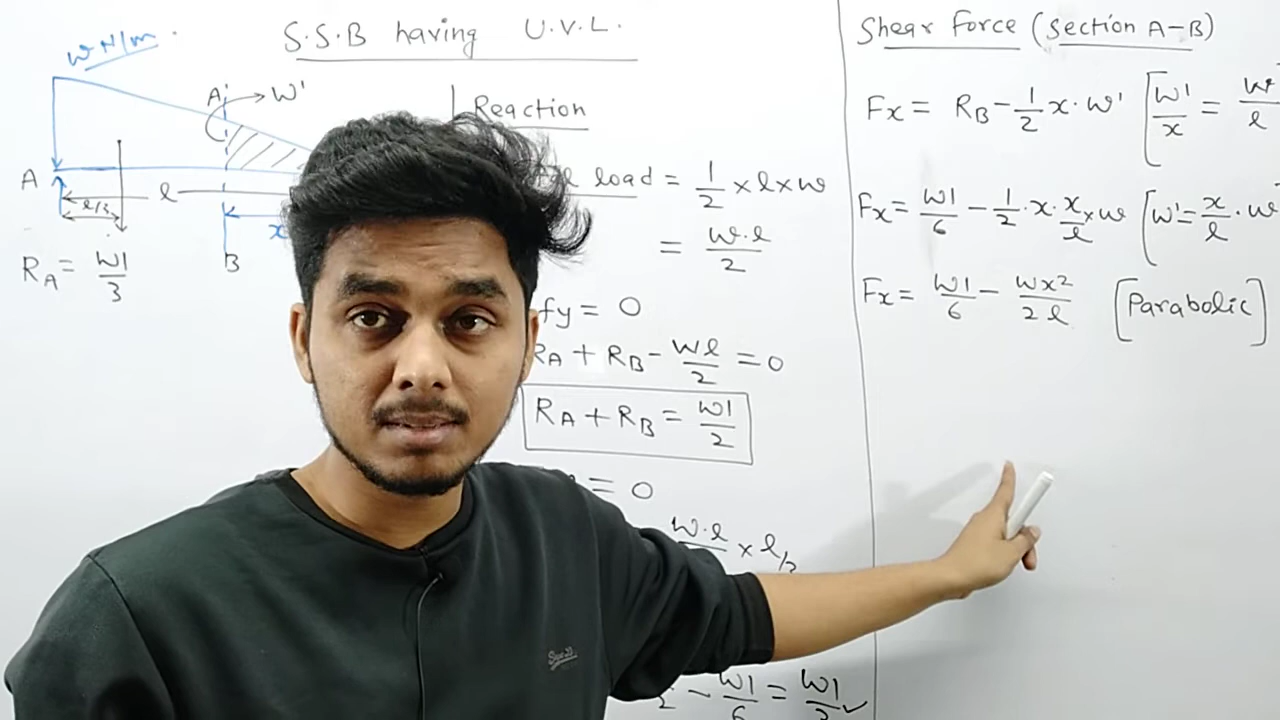 S.S.B having U.V.L.
W N/m
A' → W'
A
l/3
l
x
B
RA = Wl/3
Reaction
load = 1/2 × l × w
= W.l/2
fy = 0
RA + RB - Wl/2 = 0
RA + RB = Wl/2
= 0
W.l × l/3
- Wl/6 = Wl/3 ✓
Shear Force (Section A-B)
Fx = RB - 1/2 x · W' [W'/x = W/l
Fx = Wl/6 - 1/2 · x · x/l × w [W' = x/l · W
Fx = Wl/6 - Wx²/2l [Parabolic]